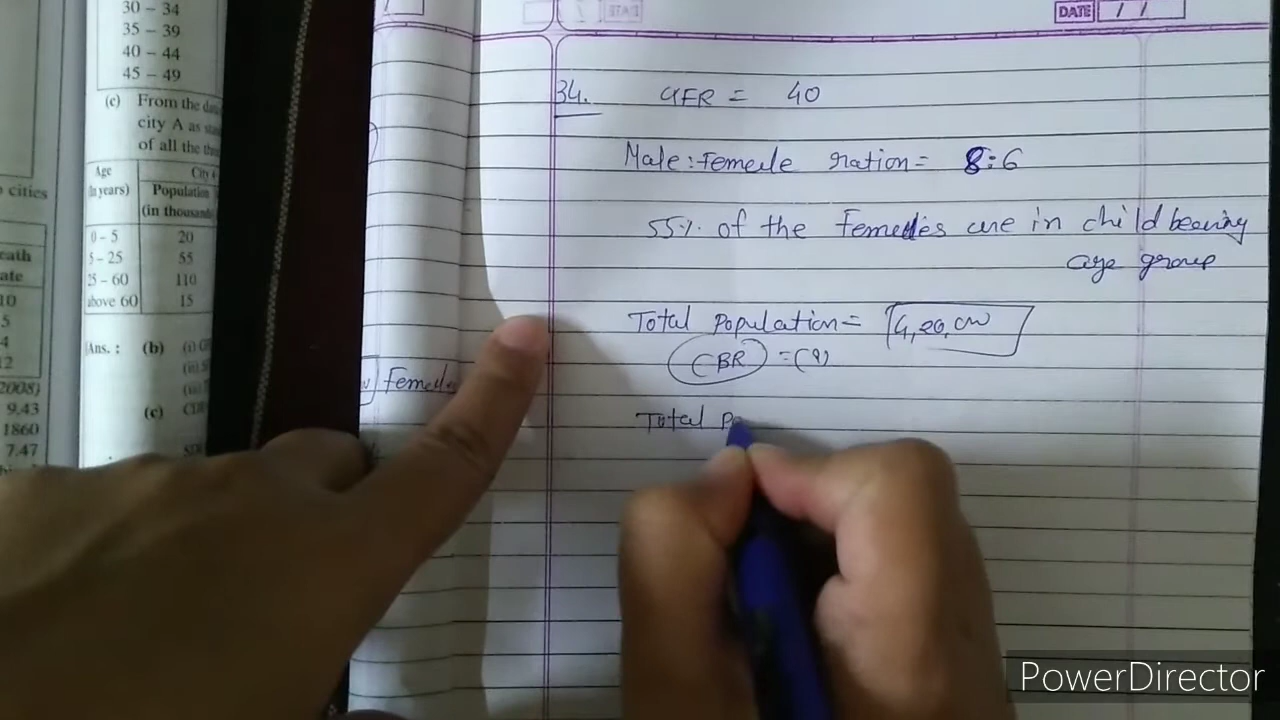 30 – 34
35 – 39
40 – 44
45 – 49
(c) From the
city A as
of all the
Age
(in years)
City
Population
(in thousand
0 – 5 20
5 – 25 55
25 – 60 110
above 60 15
[Ans.: (b) (i)
(c)
cities
eath
ate
10
5
4
12
2008)
9.43
1860
7.47
DATE / /
34. GFR = 40
Male:Female ration= 8:6
55% of the Females are in child bearing
age group
Total Population= 4,20,000
CBR =(?)
Total Po
PowerDirector